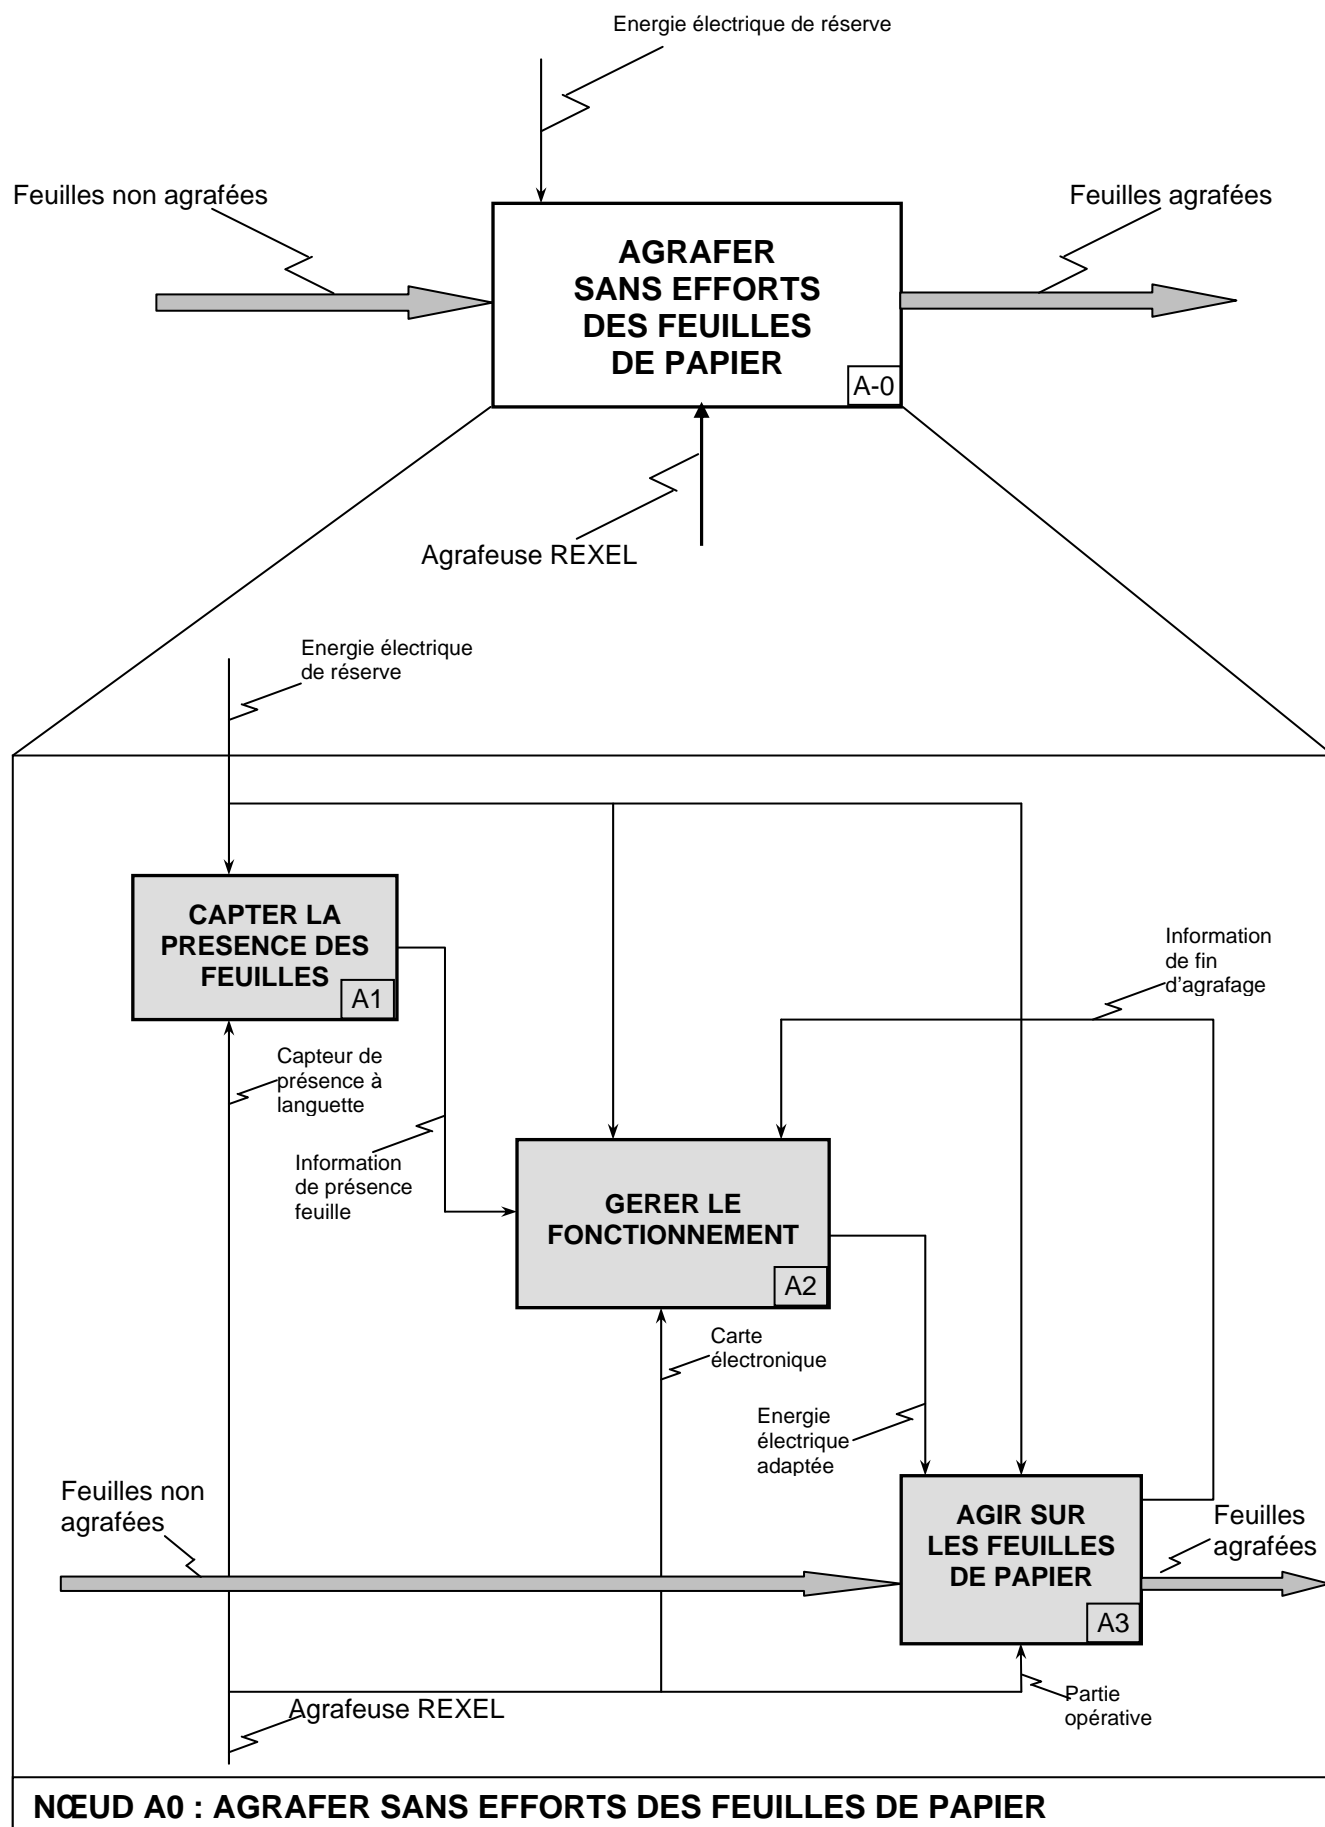 Energie électrique de réserve
Feuilles non agrafées
Feuilles agrafées
AGRAFER
SANS EFFORTS
DES FEUILLES
DE PAPIER
A-0
Agrafeuse REXEL
Energie électrique
de réserve
CAPTER LA
PRESENCE DES
FEUILLES
A1
Information
de fin
d'agrafage
Capteur de
présence à
languette
Information
de présence
feuille
GERER LE
FONCTIONNEMENT
A2
Carte
électronique
Energie
électrique
adaptée
Feuilles non
agrafées
AGIR SUR
LES FEUILLES
DE PAPIER
A3
Feuilles
agrafées
Agrafeuse REXEL
Partie
opérative
NŒUD A0 : AGRAFER SANS EFFORTS DES FEUILLES DE PAPIER